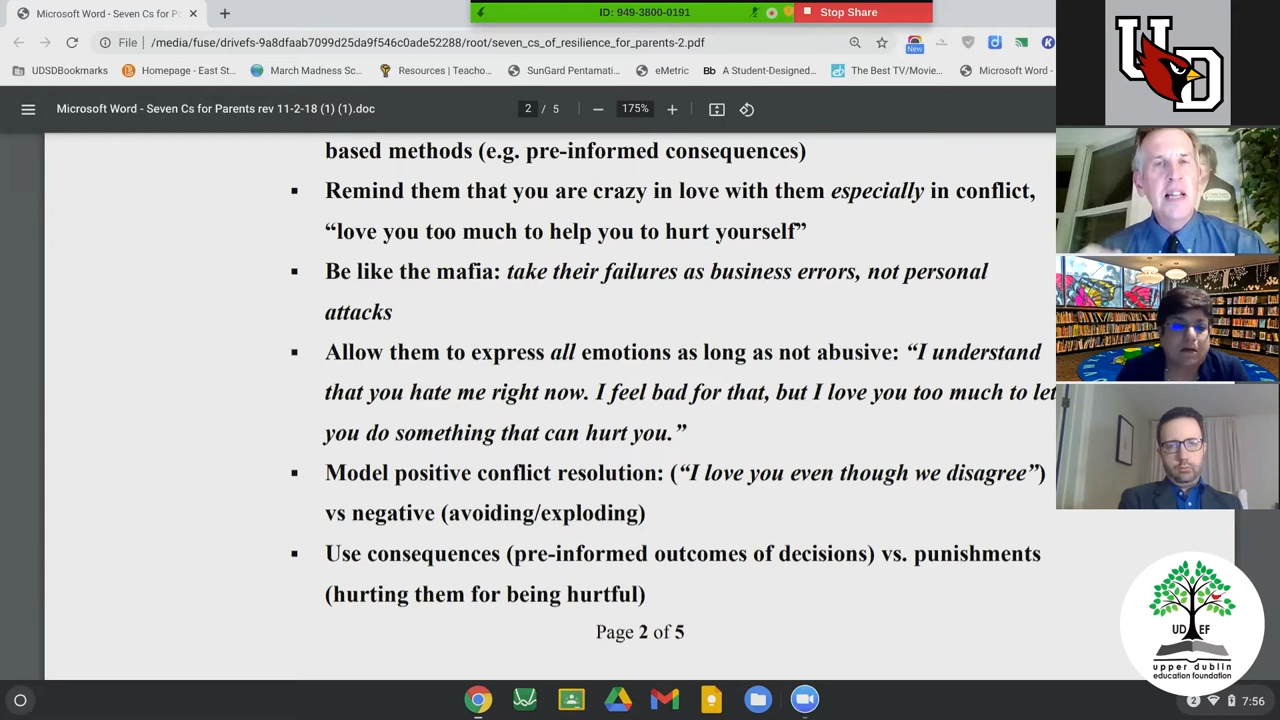 Microsoft Word - Seven Cs for P
ID: 949-3800-0191
Stop Share
File
/media/fuse/drivefs-9a8dfaab7099d25da9f546c0ade52288/root/seven_cs_of_resilience_for_parents-2.pdf
New
UDSDBookmarks
Homepage - East St...
March Madness Sc...
Resources | Texas...
SunGard Pentamati...
eMetric
Bb
A Student-Designed...
The Best TV/Movie...
Microsoft Word - 
Microsoft Word - Seven Cs for Parents rev 11-2-18 (1) (1).doc
2 / 5
175%
UD
based methods (e.g. pre-informed consequences)
▪ Remind them that you are crazy in love with them especially in conflict,
“love you too much to help you to hurt yourself”
▪ Be like the mafia: take their failures as business errors, not personal
attacks
▪ Allow them to express all emotions as long as not abusive: “I understand
that you hate me right now. I feel bad for that, but I love you too much to let
you do something that can hurt you.”
▪ Model positive conflict resolution: (“I love you even though we disagree”)
vs negative (avoiding/exploding)
▪ Use consequences (pre-informed outcomes of decisions) vs. punishments
(hurting them for being hurtful)
Page 2 of 5
UD EF
upper dublin
education foundation
2
7:56